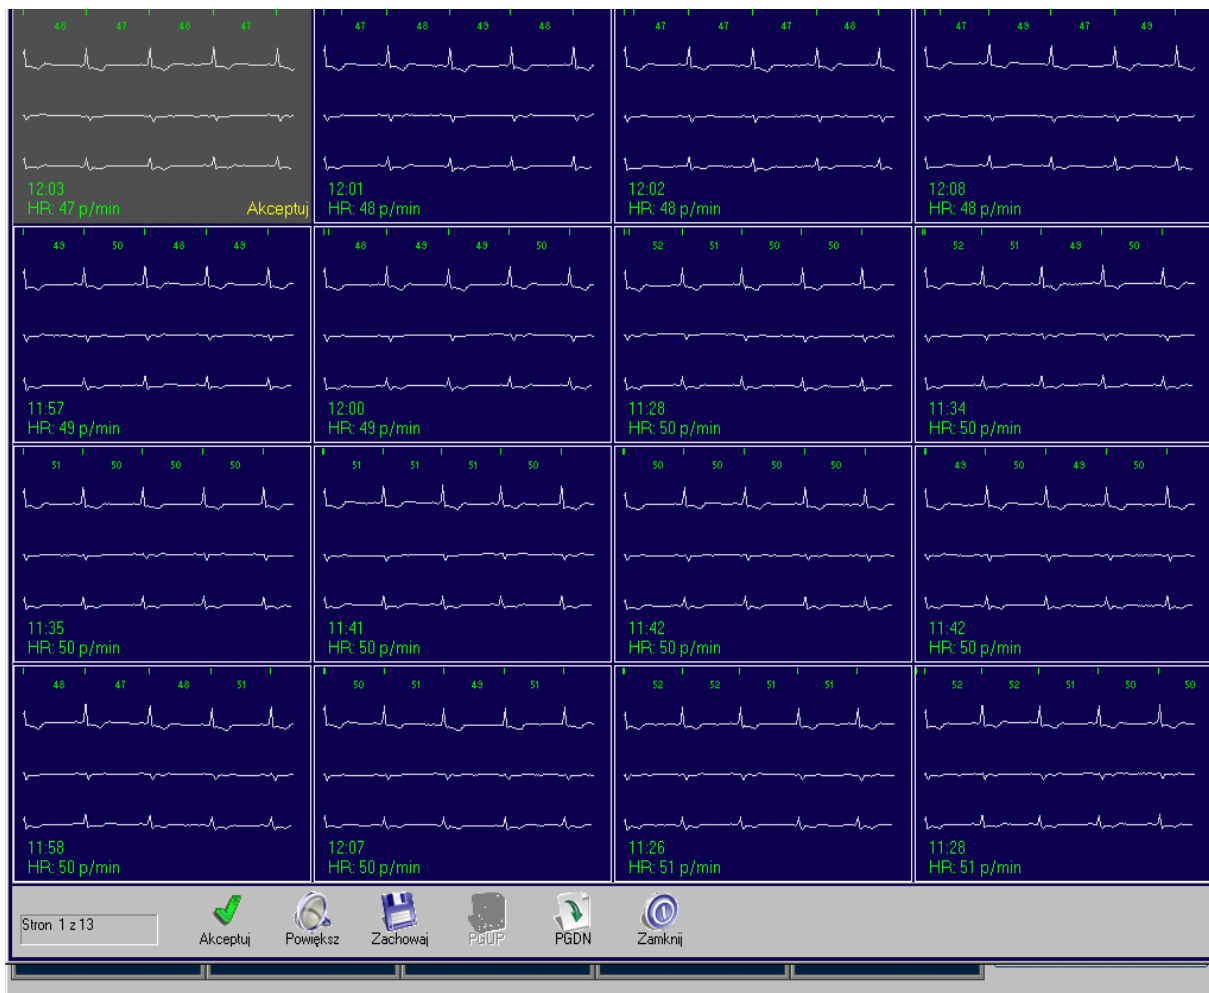 48 47 48 47
12:03
HR: 47 p/min Akceptuj
47 48 49 48
12:01
HR: 48 p/min
47 47 47 48
12:02
HR: 48 p/min
47 49 47 49
12:08
HR: 48 p/min
49 50 48 49
11:57
HR: 49 p/min
48 49 49 50
12:00
HR: 49 p/min
52 51 50 50
11:28
HR: 50 p/min
52 51 49 50
11:34
HR: 50 p/min
51 50 50 50
11:35
HR: 50 p/min
51 51 51 50
11:41
HR: 50 p/min
50 50 50 50
11:42
HR: 50 p/min
49 50 49 50
11:42
HR: 50 p/min
48 47 48 51
11:58
HR: 50 p/min
50 51 49 51
12:07
HR: 50 p/min
52 52 51 51
11:26
HR: 51 p/min
52 52 51 50 50
11:28
HR: 51 p/min
Stron 1 z 13
Akceptuj
Powiększ
Zachowaj
PGUP
PGDN
Zamknij